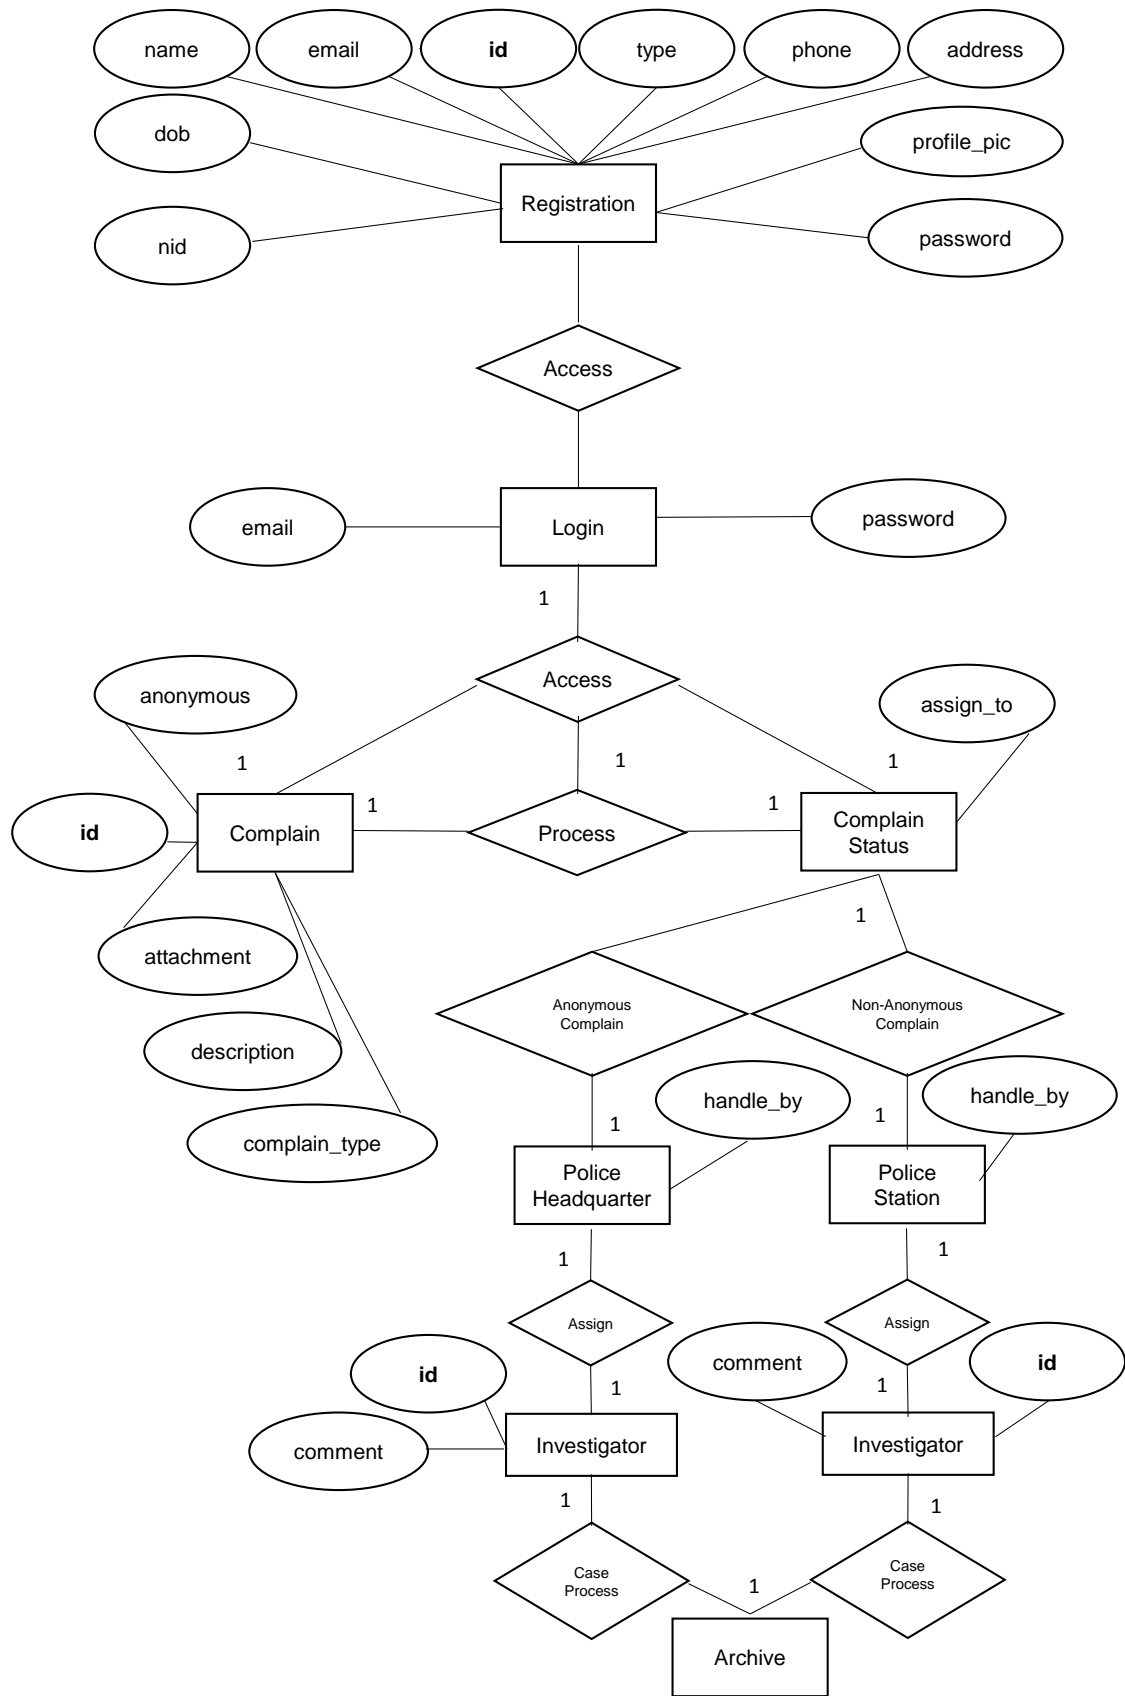 name
email
id
type
phone
address
dob
profile_pic
Registration
nid
password
Access
email
Login
password
1
anonymous
Access
assign_to
1
1
1
id
Complain
1
Process
1
Complain
Status
attachment
1
Anonymous
Complain
Non-Anonymous
Complain
description
handle_by
handle_by
complain_type
1
1
Police
Headquarter
Police
Station
1
1
Assign
Assign
id
comment
id
1
1
comment
Investigator
Investigator
1
1
Case
Process
1
Case
Process
Archive